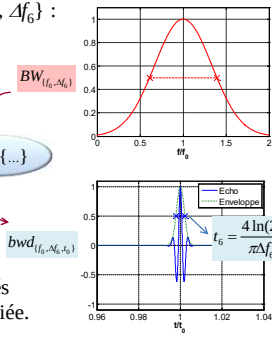 , Δf₆} :
BW{f₀,Δf₆}
{...}
bwd{f₀,Δf₆,t₀}
és
iée.
1
0.8
0.6
0.4
0.2
0
0 0.5 1 1.5 2
f/f₀
1
0.5
0
-0.5
-1
0.96 0.98 1 1.02 1.04
t/t₀
Echo
Enveloppe
t₆ = 4 ln(2 / πΔf₆